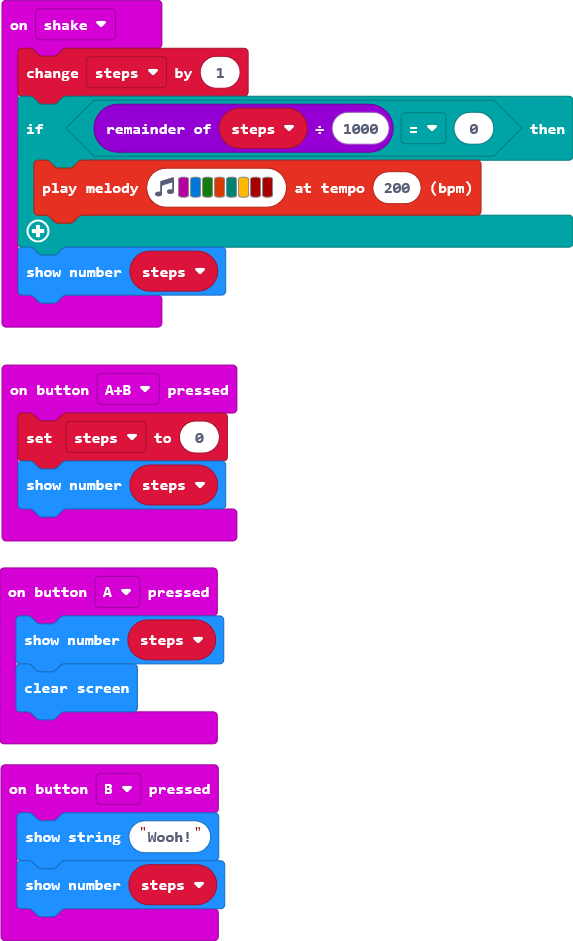 on shake
change steps by 1
if remainder of steps ÷ 1000 = 0 then
play melody at tempo 200 (bpm)
show number steps
on button A+B pressed
set steps to 0
show number steps
on button A pressed
show number steps
clear screen
on button B pressed
show string "Wooh!"
show number steps